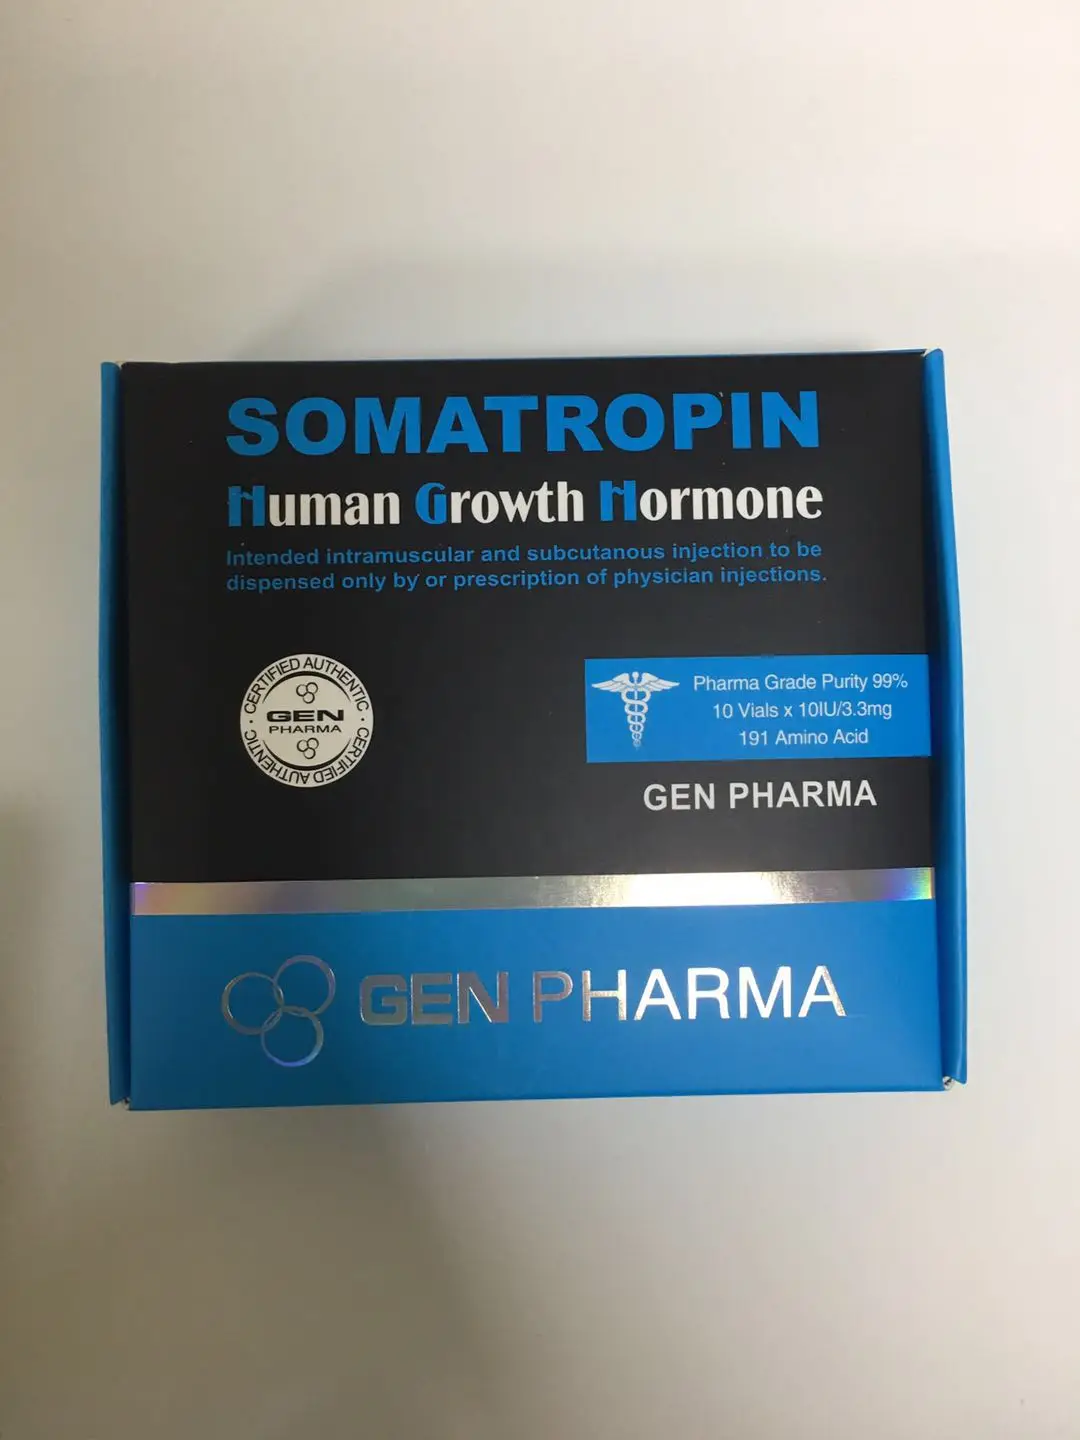 SOMATROPIN
Human Growth Hormone
Intended intramuscular and subcutanous injection to be
dispensed only by or prescription of physician injections.
CERTIFIED AUTHENTIC · CERTIFIED AUTHENTIC ·
GEN
PHARMA
Pharma Grade Purity 99%
10 Vials x 10IU/3.3mg
191 Amino Acid
GEN PHARMA
GEN PHARMA